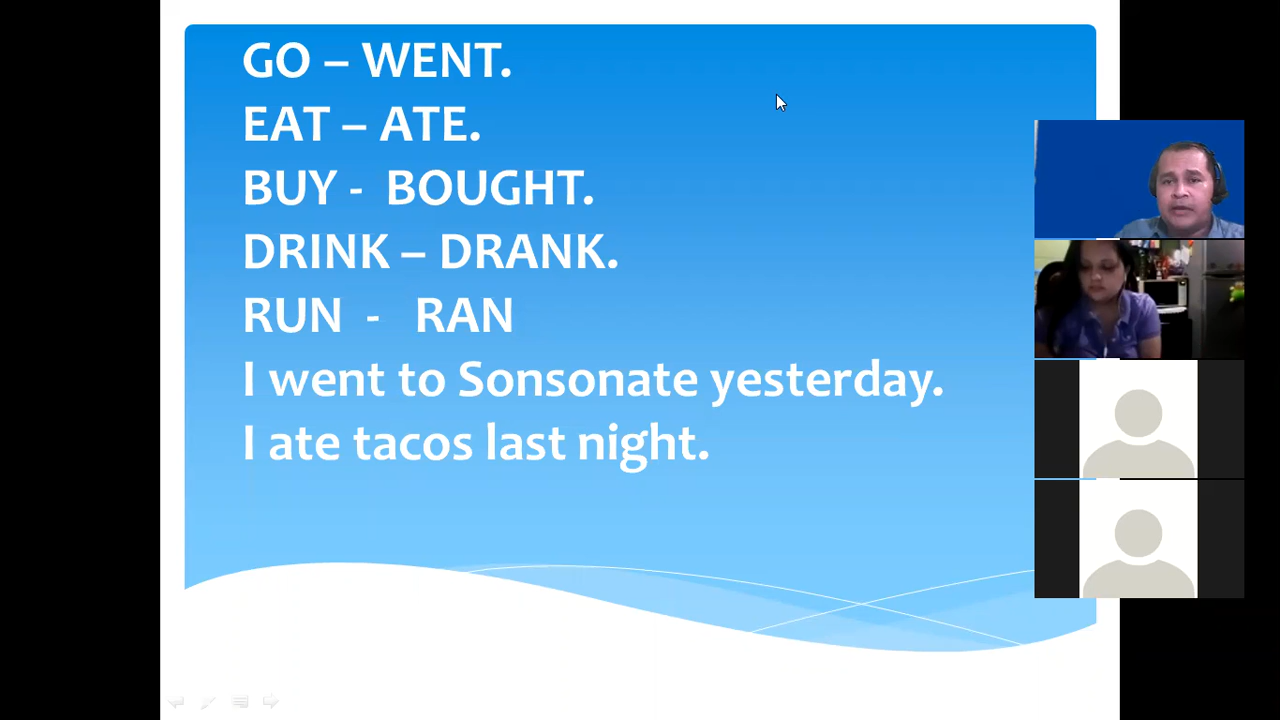 GO – WENT.
EAT – ATE.
BUY - BOUGHT.
DRINK – DRANK.
RUN - RAN
I went to Sonsonate yesterday.
I ate tacos last night.